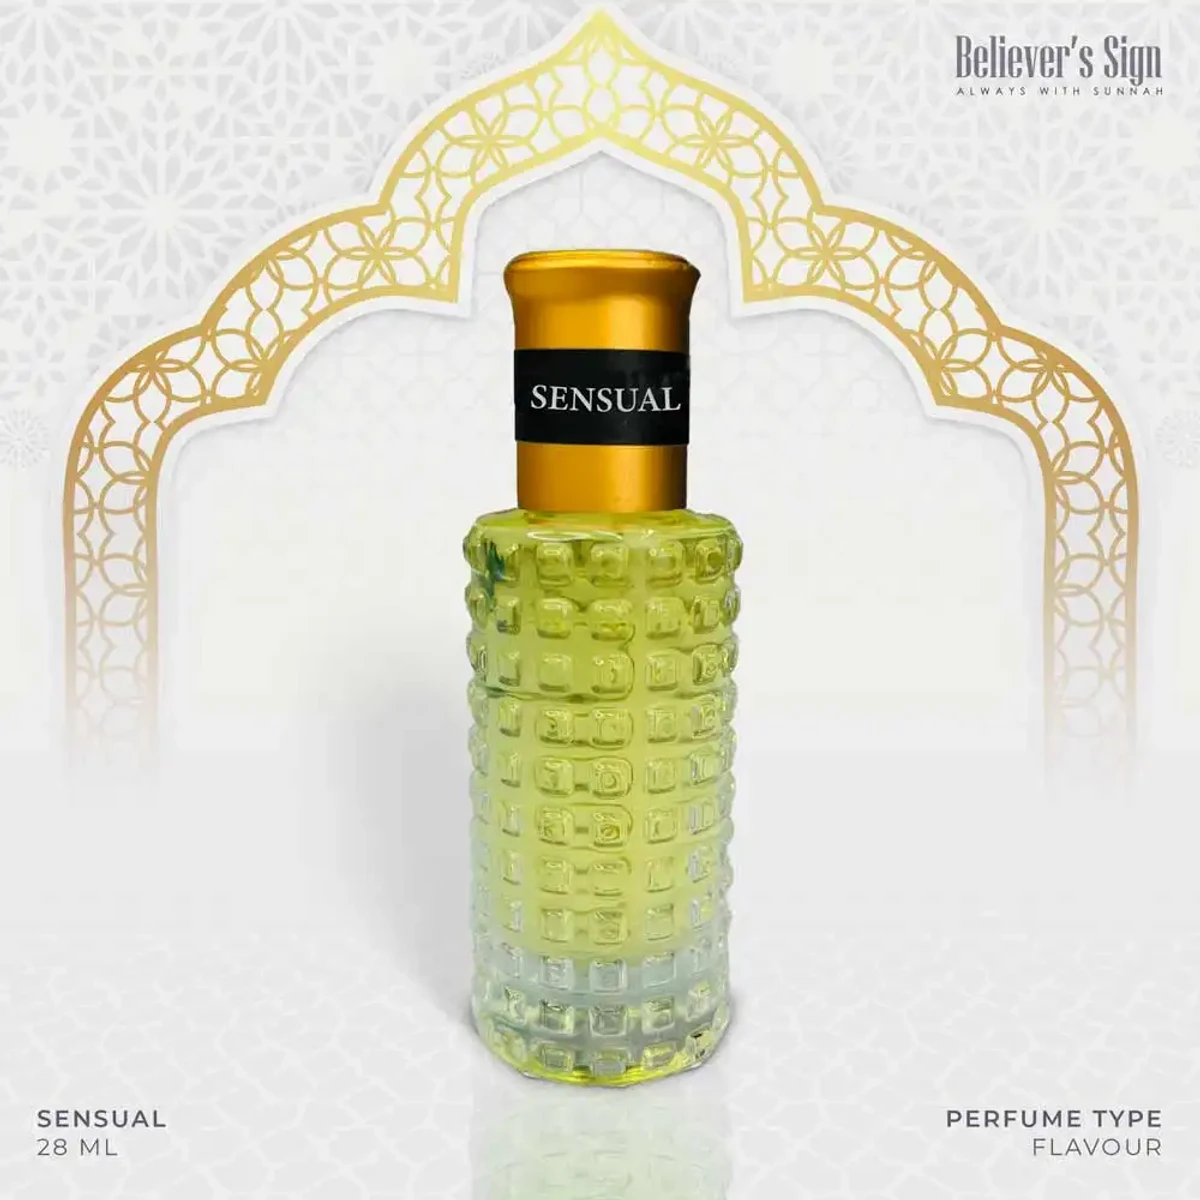 Believer's Sign
ALWAYS WITH SUNNAH
SENSUAL
SENSUAL
28 ML
PERFUME TYPE
FLAVOUR